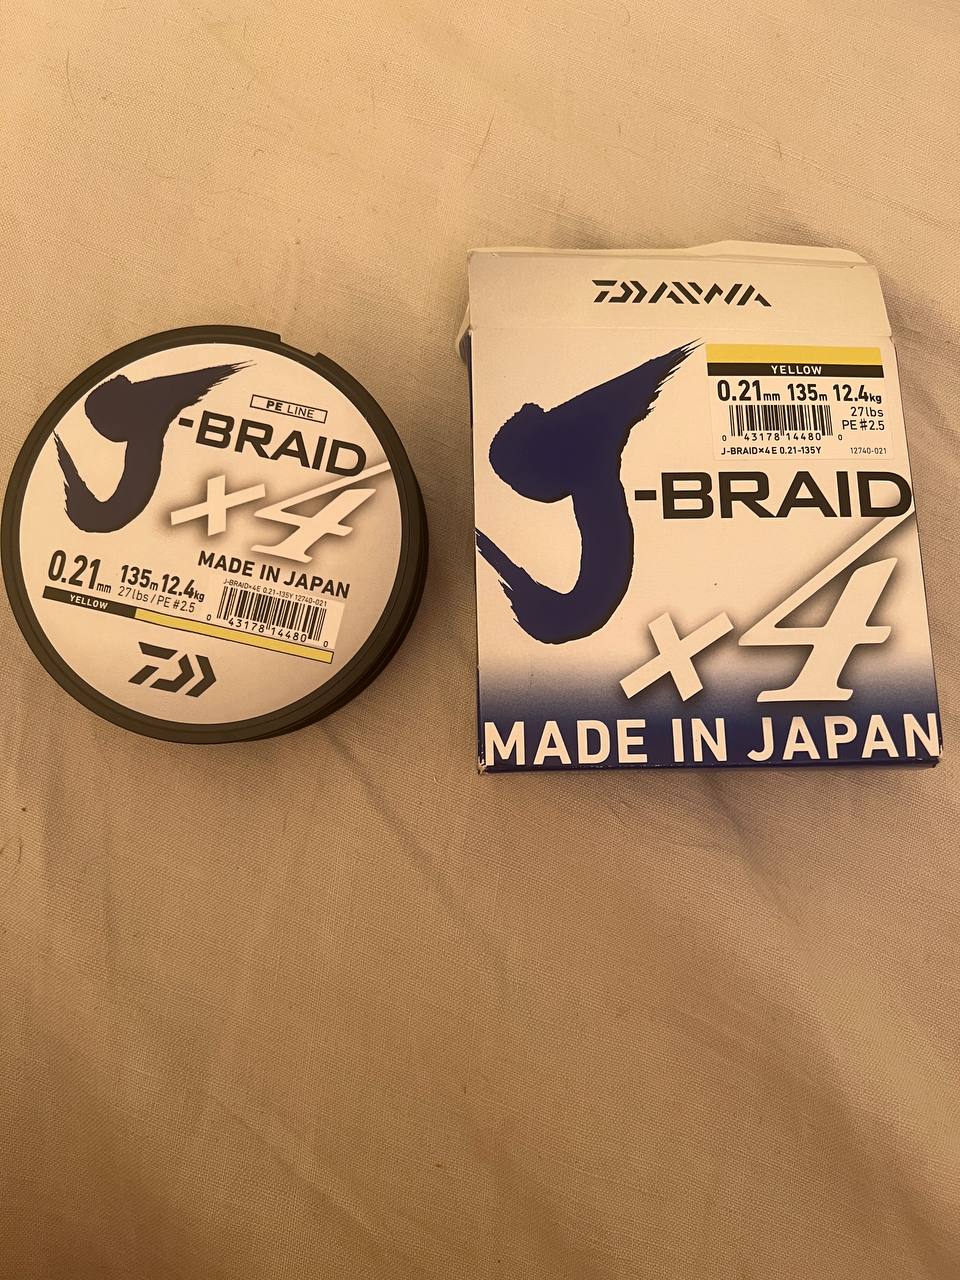 PE LINE
J-BRAID
×4
MADE IN JAPAN
0.21mm 135m 12.4kg
27lbs / PE #2.5
YELLOW
J-BRAID×4E 0.21-135Y 12740-021
0 43178 14480 0
DAIWA
YELLOW
0.21mm 135m 12.4kg
27lbs
PE #2.5
0 43178 14480 0
J-BRAID×4E 0.21-135Y 12740-021
J-BRAID
×4
MADE IN JAPAN